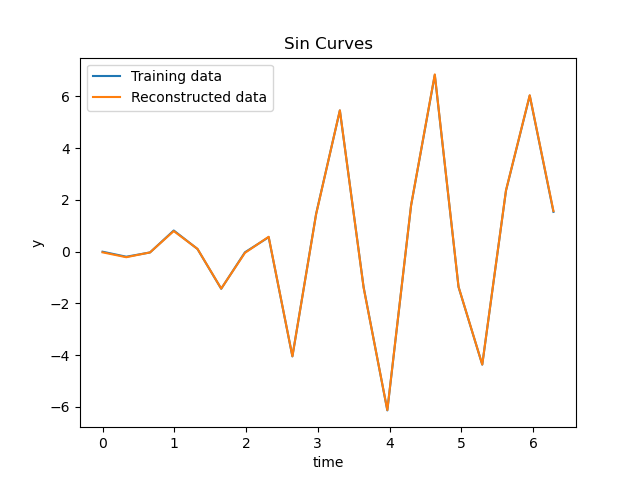 Sin Curves
Training data
Reconstructed data
6
4
2
0
−2
−4
−6
y
0 1 2 3 4 5 6
time